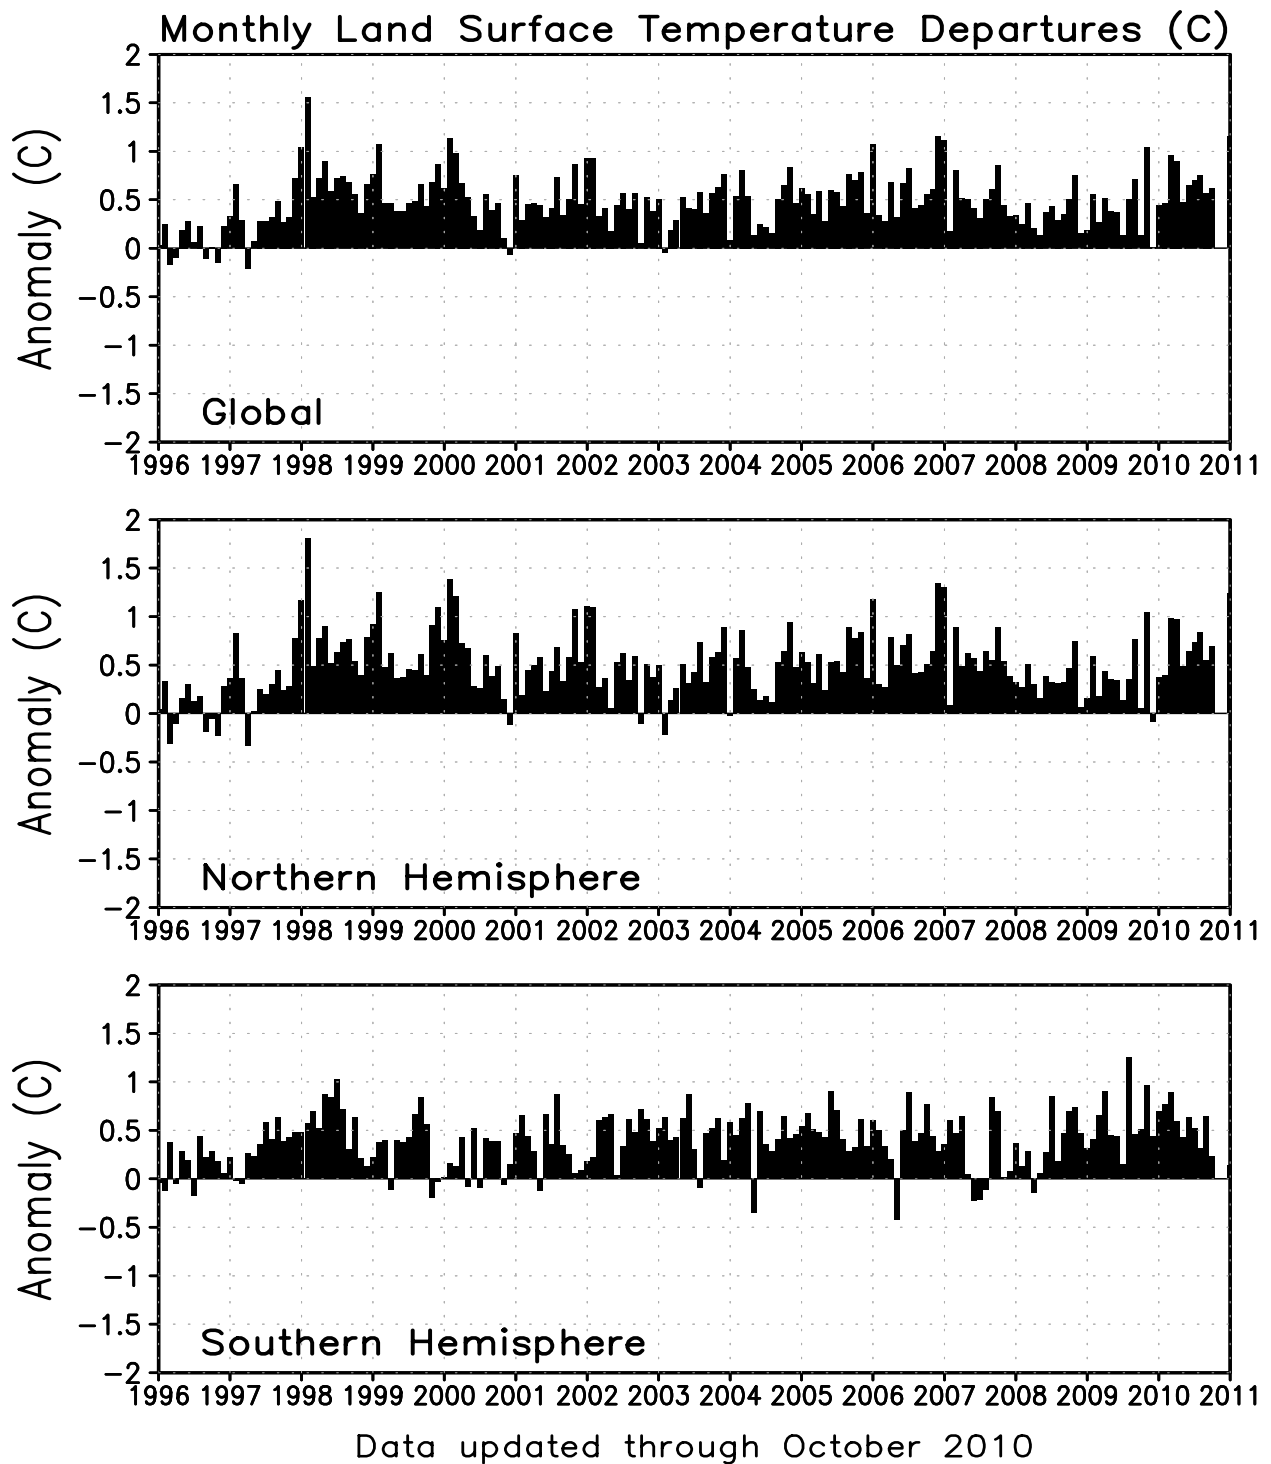 Monthly Land Surface Temperature Departures (C)
2
1.5
1
0.5
0
−0.5
−1
−1.5
−2
Anomaly (C)
Global
1996 1997 1998 1999 2000 2001 2002 2003 2004 2005 2006 2007 2008 2009 2010 2011
2
1.5
1
0.5
0
−0.5
−1
−1.5
−2
Anomaly (C)
Northern Hemisphere
1996 1997 1998 1999 2000 2001 2002 2003 2004 2005 2006 2007 2008 2009 2010 2011
2
1.5
1
0.5
0
−0.5
−1
−1.5
−2
Anomaly (C)
Southern Hemisphere
1996 1997 1998 1999 2000 2001 2002 2003 2004 2005 2006 2007 2008 2009 2010 2011
Data updated through October 2010